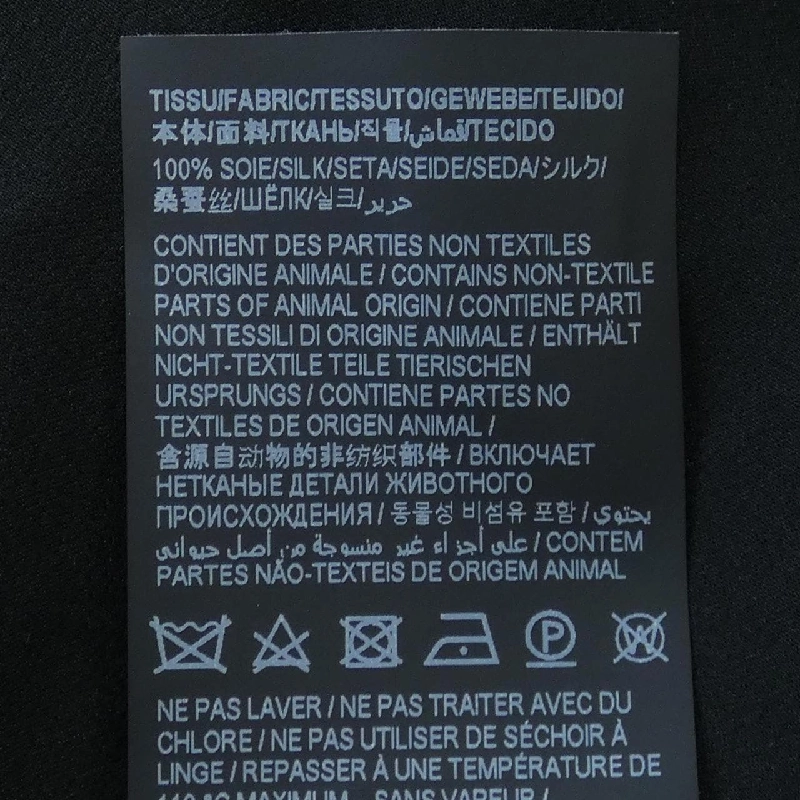 TISSU/FABRIC/TESSUTO/GEWEBE/TEJIDO/
本体/面料/ТКАНЬ/직물/قماش/TECIDO
100% SOIE/SILK/SETA/SEIDE/SEDA/シルク/
桑蚕丝/ШЁЛК/실크/حرير
CONTIENT DES PARTIES NON TEXTILES
D'ORIGINE ANIMALE / CONTAINS NON-TEXTILE
PARTS OF ANIMAL ORIGIN / CONTIENE PARTI
NON TESSILI DI ORIGINE ANIMALE / ENTHÄLT
NICHT-TEXTILE TEILE TIERISCHEN
URSPRUNGS / CONTIENE PARTES NO
TEXTILES DE ORIGEN ANIMAL /
含源自动物的非纺织部件 / ВКЛЮЧАЕТ
НЕТКАНЫЕ ДЕТАЛИ ЖИВОТНОГО
ПРОИСХОЖДЕНИЯ / 동물성 비섬유 포함 / يحتوي
على أجزاء غير منسوجة من أصل حيواني / CONTEM
PARTES NÃO-TEXTEIS DE ORIGEM ANIMAL
P W
NE PAS LAVER / NE PAS TRAITER AVEC DU
CHLORE / NE PAS UTILISER DE SÉCHOIR À
LINGE / REPASSER À UNE TEMPÉRATURE DE
110 °C MAXIMUM - SANS VAPEUR /